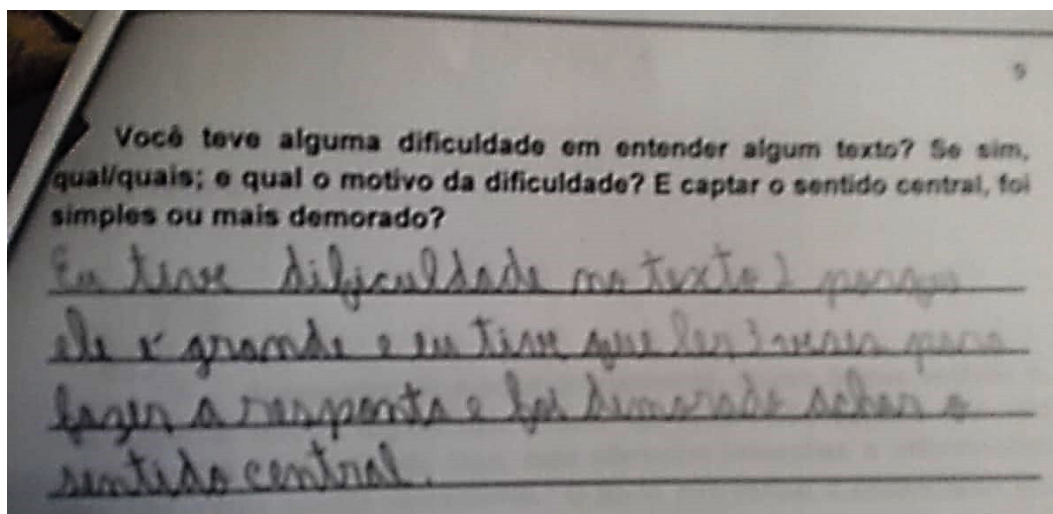 9
Você teve alguma dificuldade em entender algum texto? Se sim,
qual/quais; e qual o motivo da dificuldade? E captar o sentido central, foi
simples ou mais demorado?
Eu tive dificuldade no texto porque
ele é grande e eu tive que ler 3 vezes para
fazer a resposta e foi demorado achar o
sentido central.